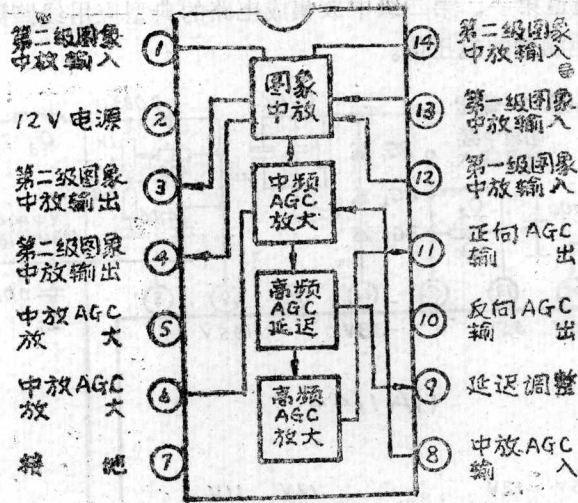 第二级图象
中放输入
①
12V电源
②
第二级图象
中放输出
③
第二级图象
中放输出
④
中放AGC
放大
⑤
中放AGC
放大
⑥
接地
⑦
图象
中放
中频
AGC
放大
高频
AGC
延迟
高频
AGC
放大
⑭
第二级图象
中放输入
⑬
第一级图象
中放输入
⑫
第一级图象
中放输入
⑪
正向AGC
输出
⑩
反向AGC
输出
⑨
延迟调整
⑧
中放AGC
输入